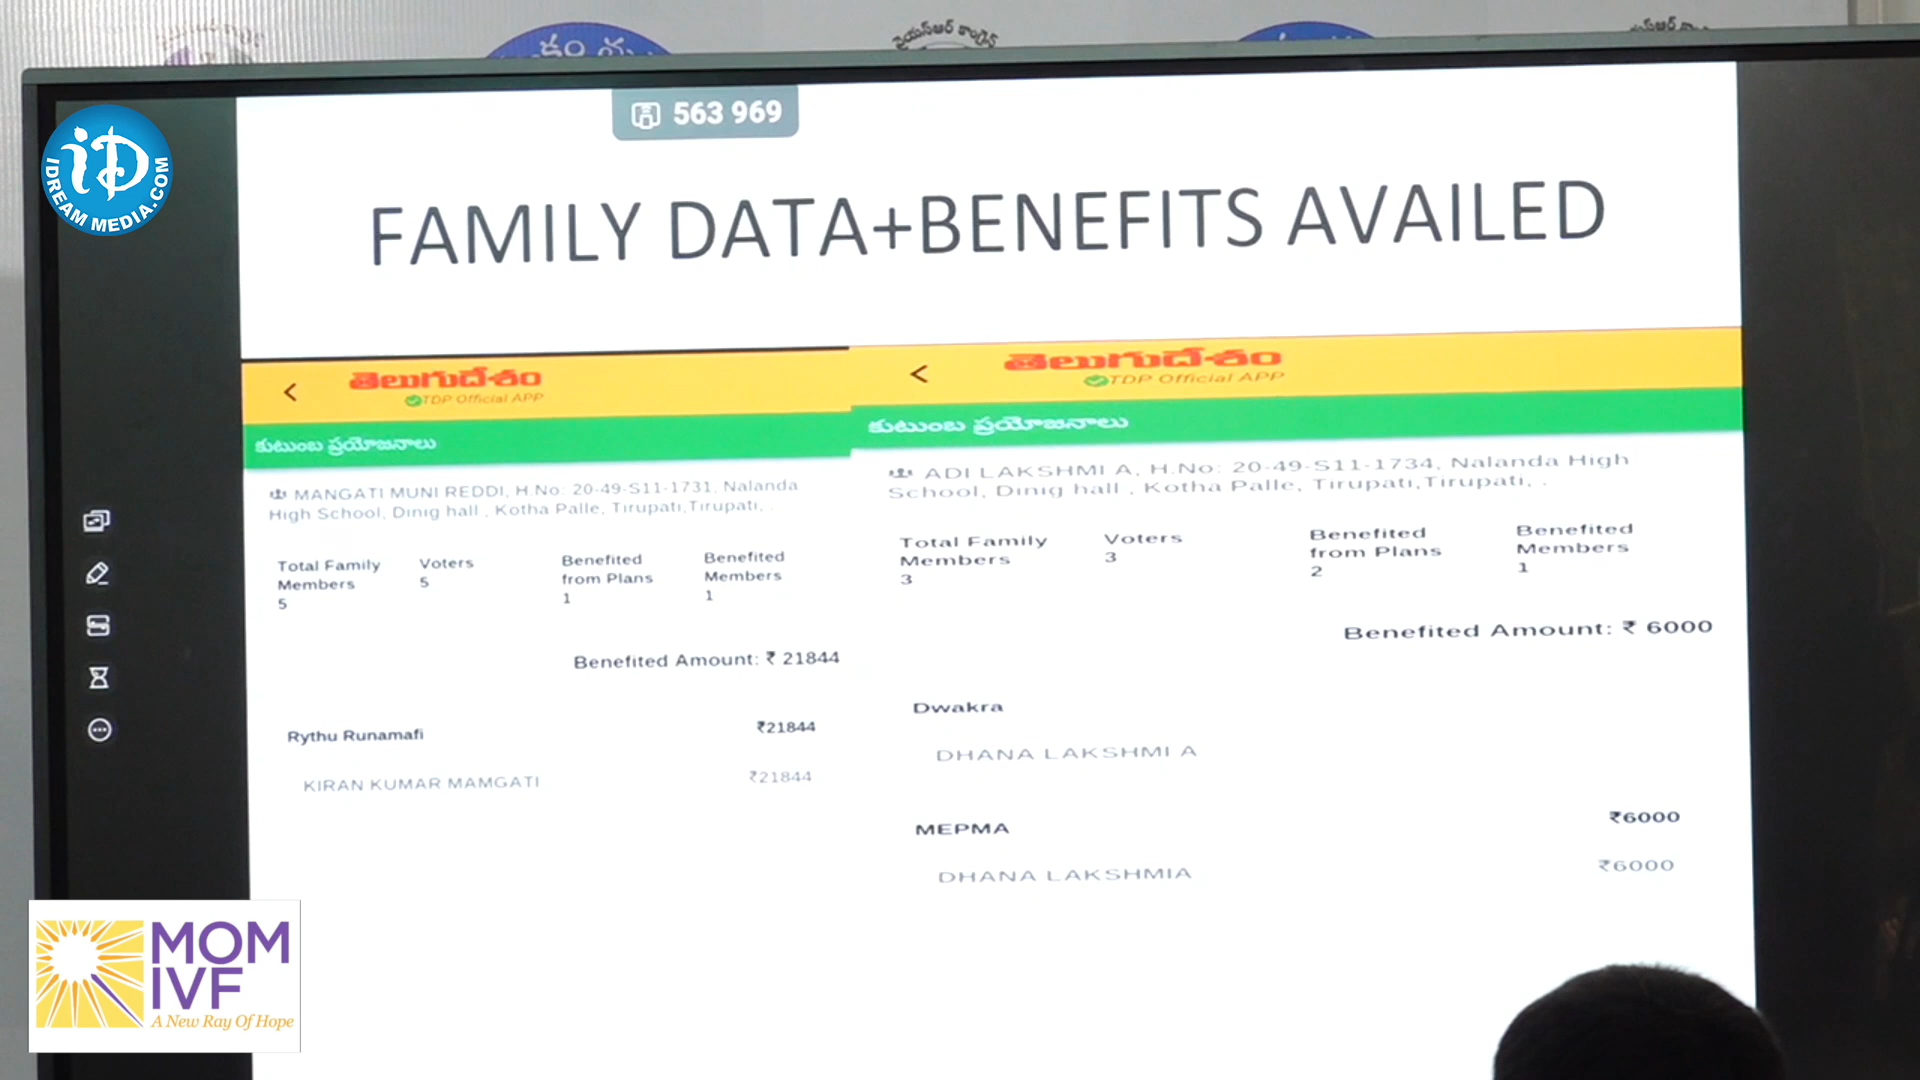 వైయస్ఆర్ కాంగ్రెస్
563 969
iD
IDREAM MEDIA.COM
FAMILY DATA+BENEFITS AVAILED
తెలుగుదేశం
TDP Official APP
కుటుంబ ప్రయోజనాలు
MANGATI MUNI REDDI, H.No: 20-49-S11-1731, Nalanda
High School, Dinig hall , Kotha Palle, Tirupati,Tirupati, .
Total Family Members 5
Voters 5
Benefited from Plans 1
Benefited Members 1
Benefited Amount: ₹ 21844
Rythu Runamafi ₹21844
KIRAN KUMAR MAMGATI ₹21844
తెలుగుదేశం
TDP Official APP
కుటుంబ ప్రయోజనాలు
ADI LAKSHMI A, H.No: 20-49-S11-1734, Nalanda High
School, Dinig hall , Kotha Palle, Tirupati,Tirupati, .
Total Family Members 3
Voters 3
Benefited from Plans 2
Benefited Members 1
Benefited Amount: ₹ 6000
Dwakra
DHANA LAKSHMI A
MEPMA ₹6000
DHANA LAKSHMIA ₹6000
MOM
IVF
A New Ray Of Hope